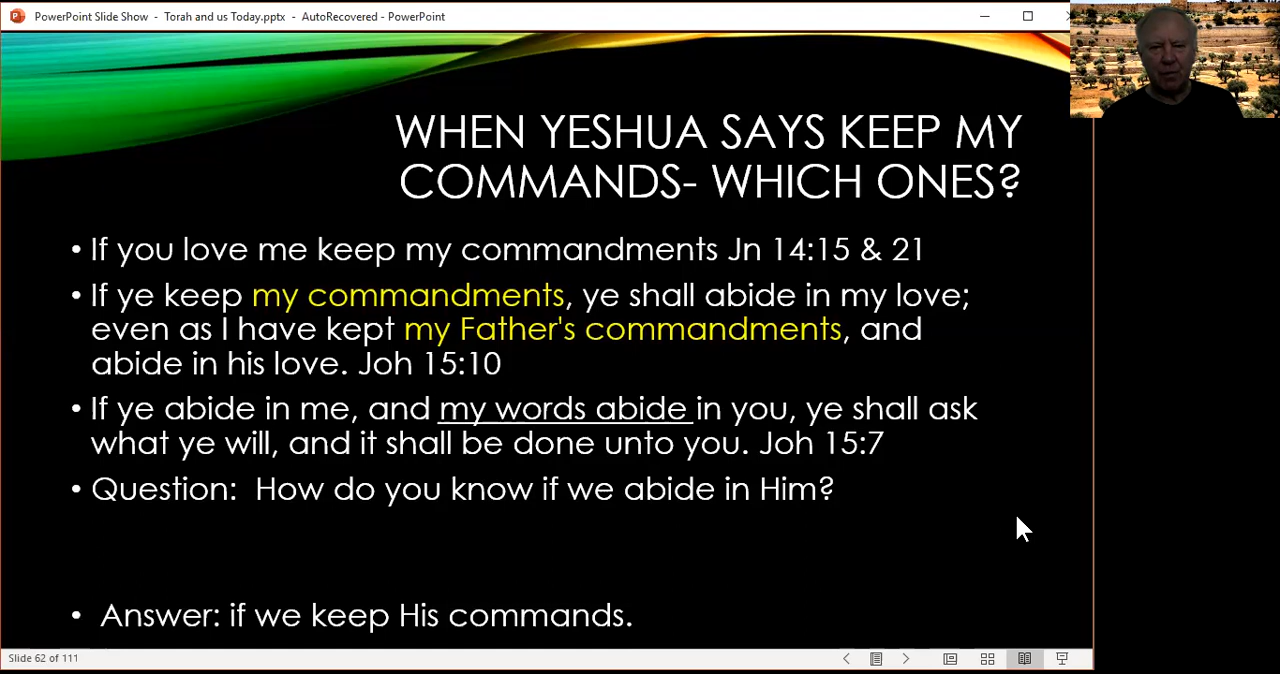 PowerPoint Slide Show - Torah and us Today.pptx - AutoRecovered - PowerPoint
WHEN YESHUA SAYS KEEP MY
COMMANDS- WHICH ONES?
• If you love me keep my commandments Jn 14:15 & 21
• If ye keep my commandments, ye shall abide in my love;
even as I have kept my Father's commandments, and
abide in his love. Joh 15:10
• If ye abide in me, and my words abide in you, ye shall ask
what ye will, and it shall be done unto you. Joh 15:7
• Question: How do you know if we abide in Him?
• Answer: if we keep His commands.
Slide 62 of 111